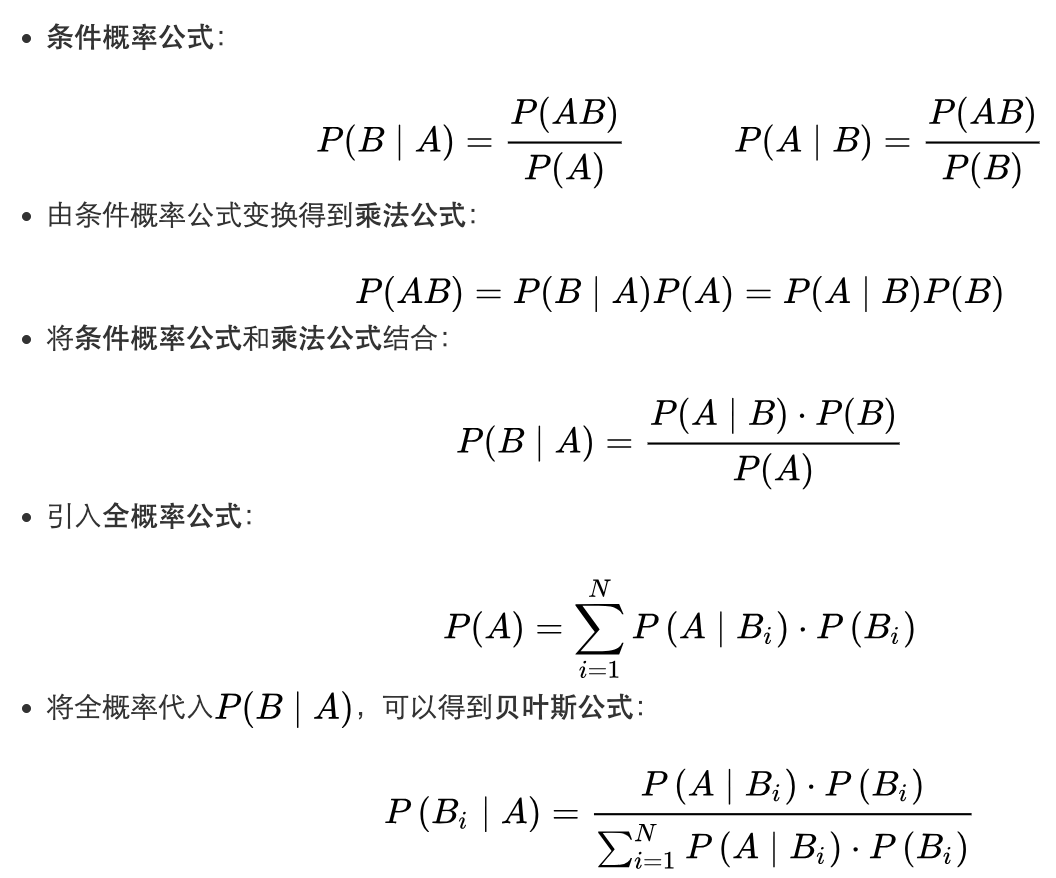 • 条件概率公式：
P(B | A) = P(AB) / P(A)    P(A | B) = P(AB) / P(B)
• 由条件概率公式变换得到乘法公式：
P(AB) = P(B | A)P(A) = P(A | B)P(B)
• 将条件概率公式和乘法公式结合：
P(B | A) = P(A | B) · P(B) / P(A)
• 引入全概率公式：
P(A) = ∑_{i=1}^{N} P(A | B_i) · P(B_i)
• 将全概率代入P(B | A)，可以得到贝叶斯公式：
P(B_i | A) = P(A | B_i) · P(B_i) / ∑_{i=1}^{N} P(A | B_i) · P(B_i)